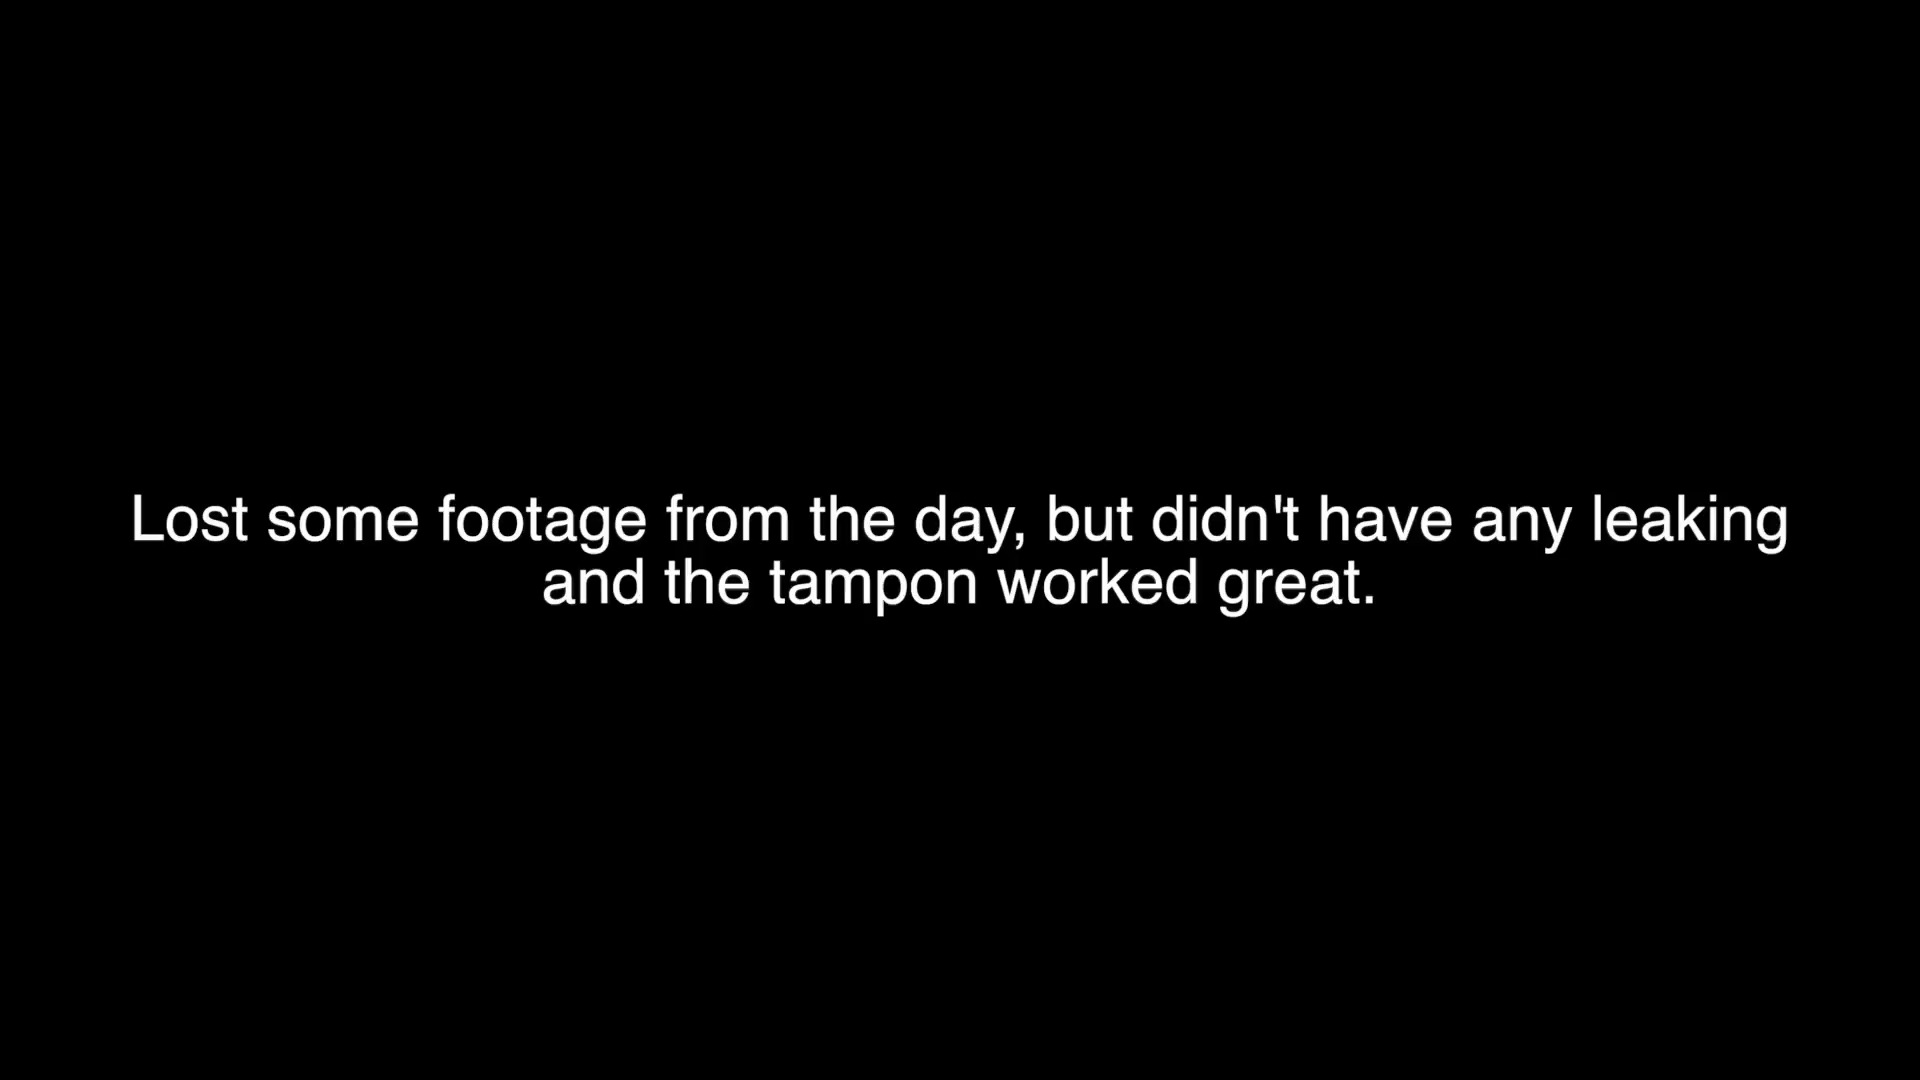 Lost some footage from the day, but didn't have any leaking
and the tampon worked great.